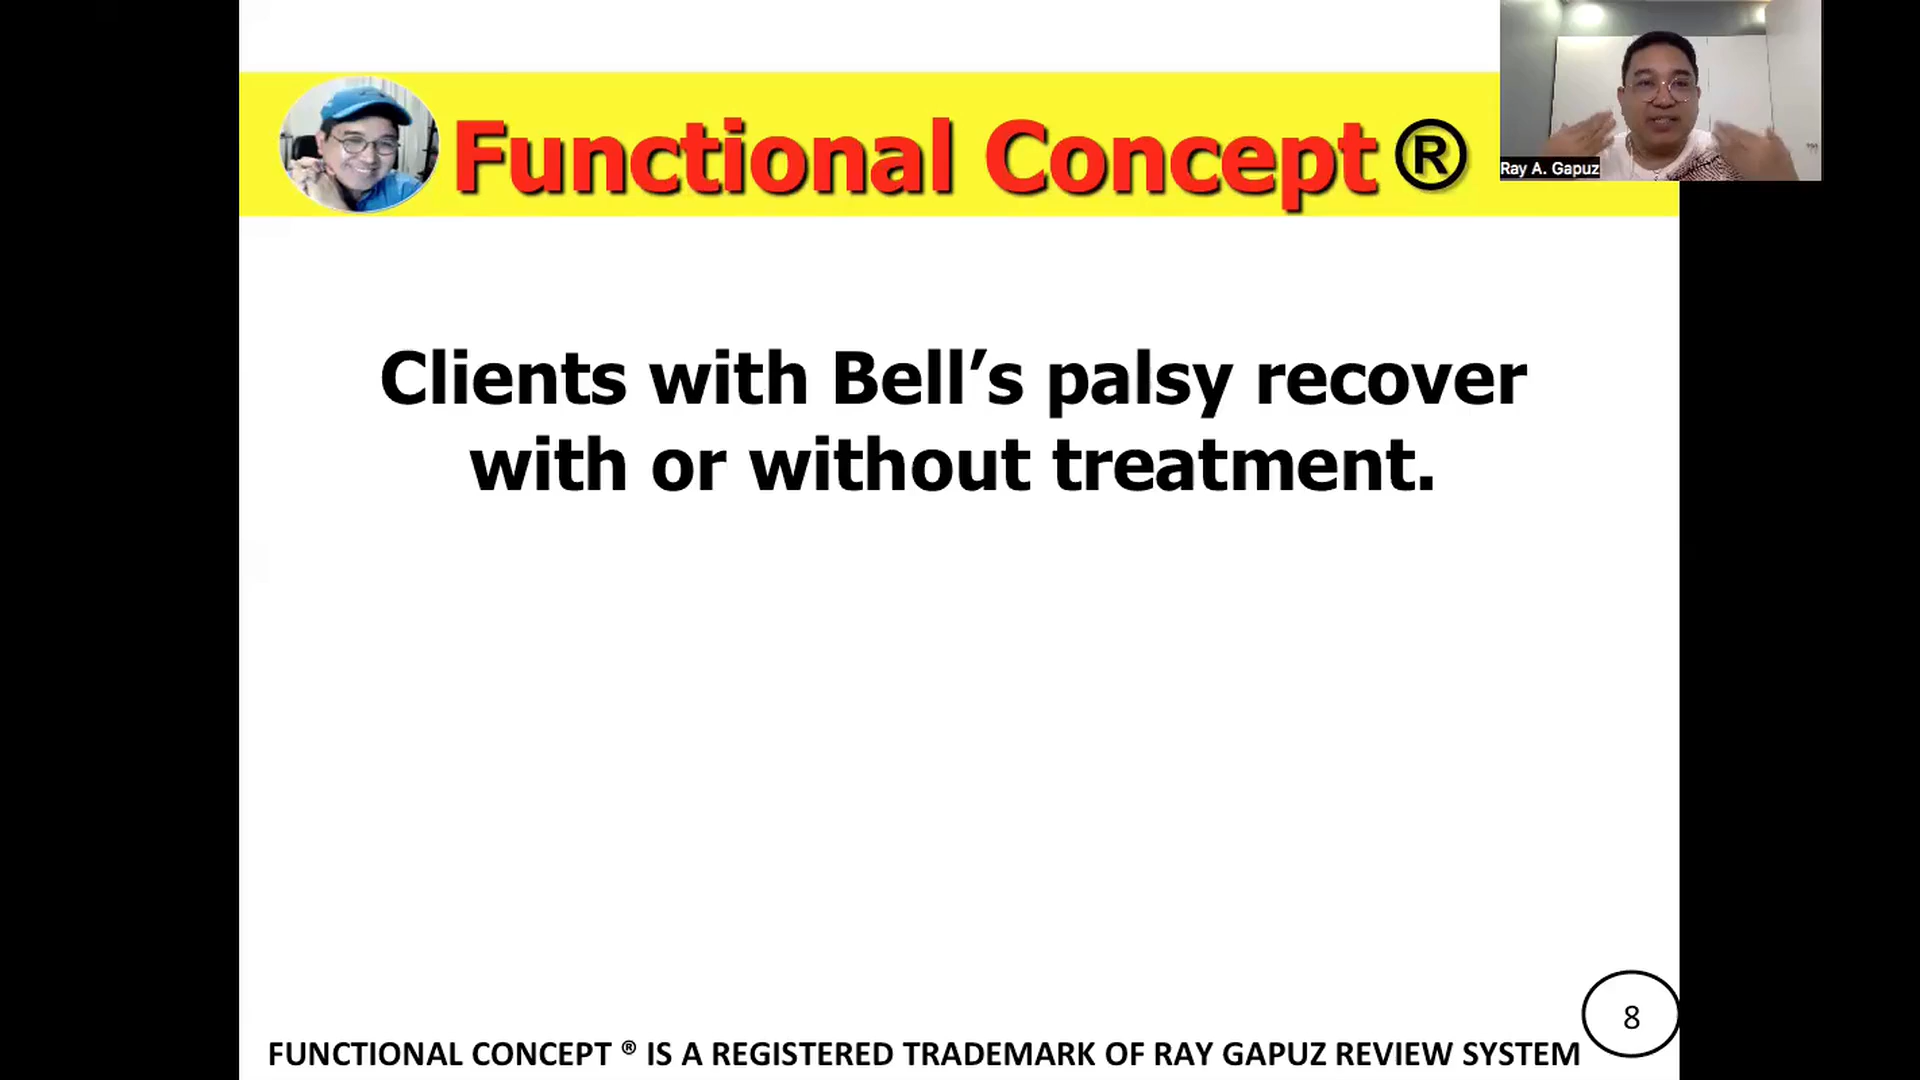 Functional Concept ®
Ray A. Gapuz
Clients with Bell’s palsy recover
with or without treatment.
8
FUNCTIONAL CONCEPT ® IS A REGISTERED TRADEMARK OF RAY GAPUZ REVIEW SYSTEM